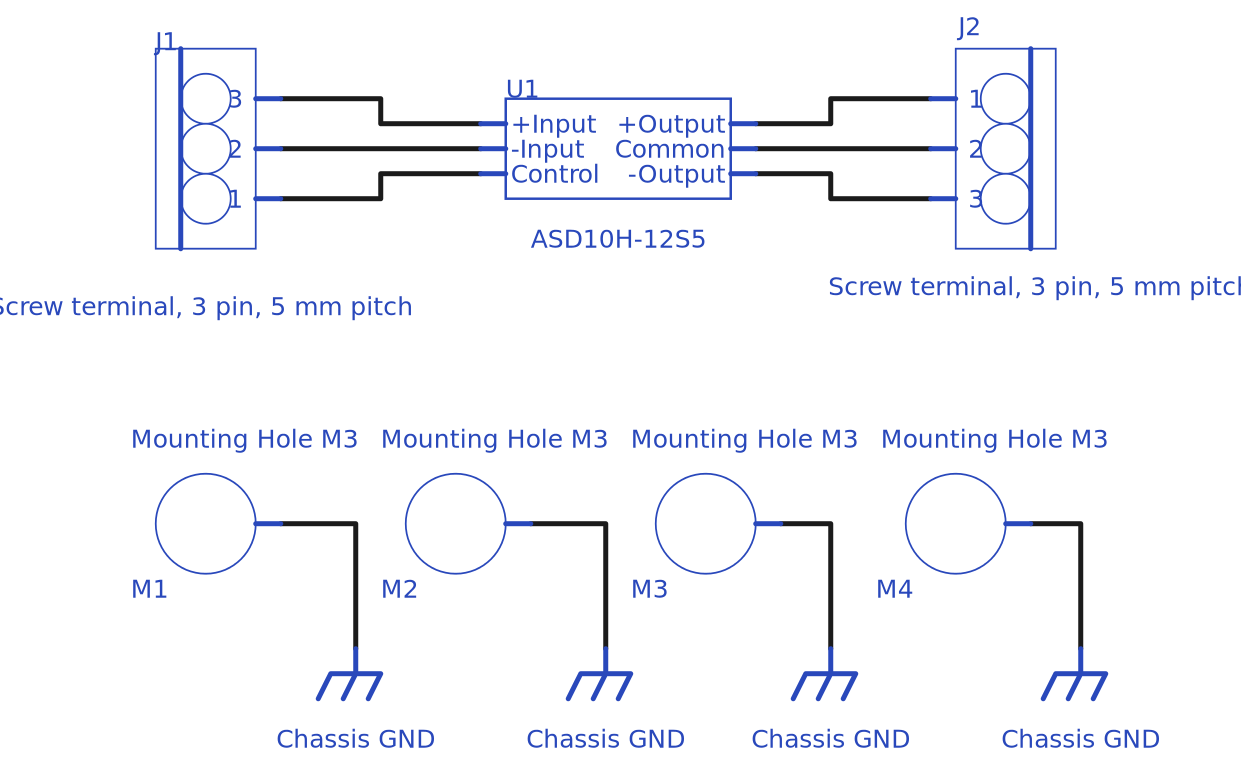 J1
J2
3
2
1
U1
+Input +Output
-Input Common
Control -Output
1
2
3
ASD10H-12S5
Screw terminal, 3 pin, 5 mm pitch
Screw terminal, 3 pin, 5 mm pitch
Mounting Hole M3 Mounting Hole M3 Mounting Hole M3 Mounting Hole M3
M1 M2 M3 M4
Chassis GND Chassis GND Chassis GND Chassis GND